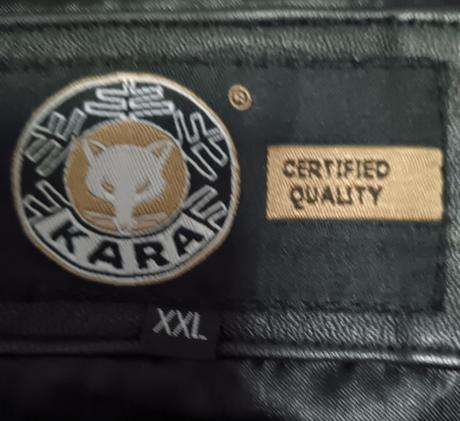 ®
KARA
CERTIFIED
QUALITY
XXL